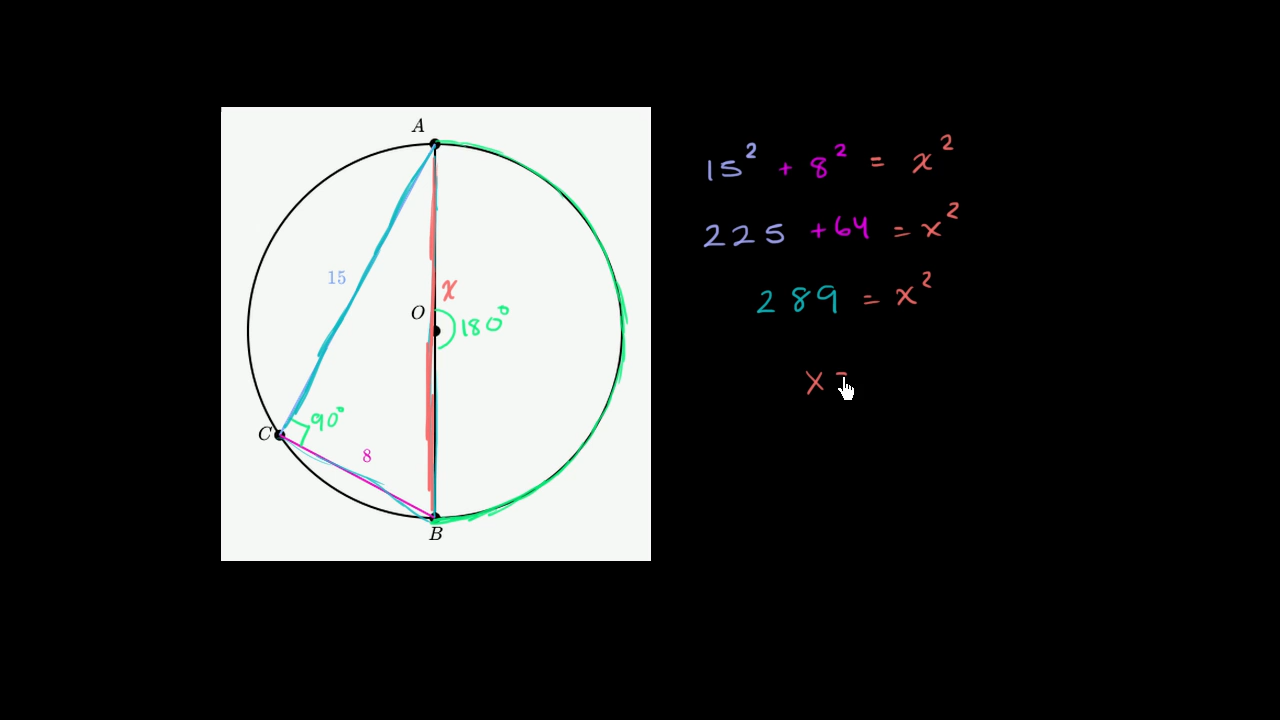 A
15² + 8² = x²
225 + 64 = x²
15
289 = x²
x
O
180°
x =
90°
C
8
B